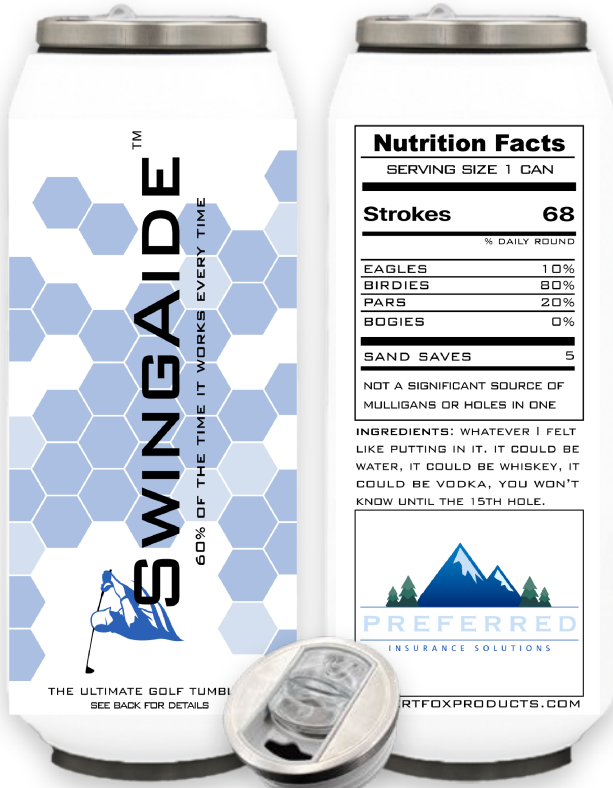 SWINGAIDE™
60% OF THE TIME IT WORKS EVERY TIME
THE ULTIMATE GOLF
SEE BACK FOR DETAILS
Nutrition Facts
SERVING SIZE 1 CAN
Strokes 68
% DAILY ROUND
EAGLES 10%
BIRDIES 80%
PARS 20%
BOGIES 0%
SAND SAVES 5
NOT A SIGNIFICANT SOURCE OF
MULLIGANS OR HOLES IN ONE
INGREDIENTS: WHATEVER I FELT
LIKE PUTTING IN IT. IT COULD BE
WATER, IT COULD BE WHISKEY, IT
COULD BE VODKA, YOU WON'T
KNOW UNTIL THE 15TH HOLE.
PREFERRED
INSURANCE SOLUTIONS